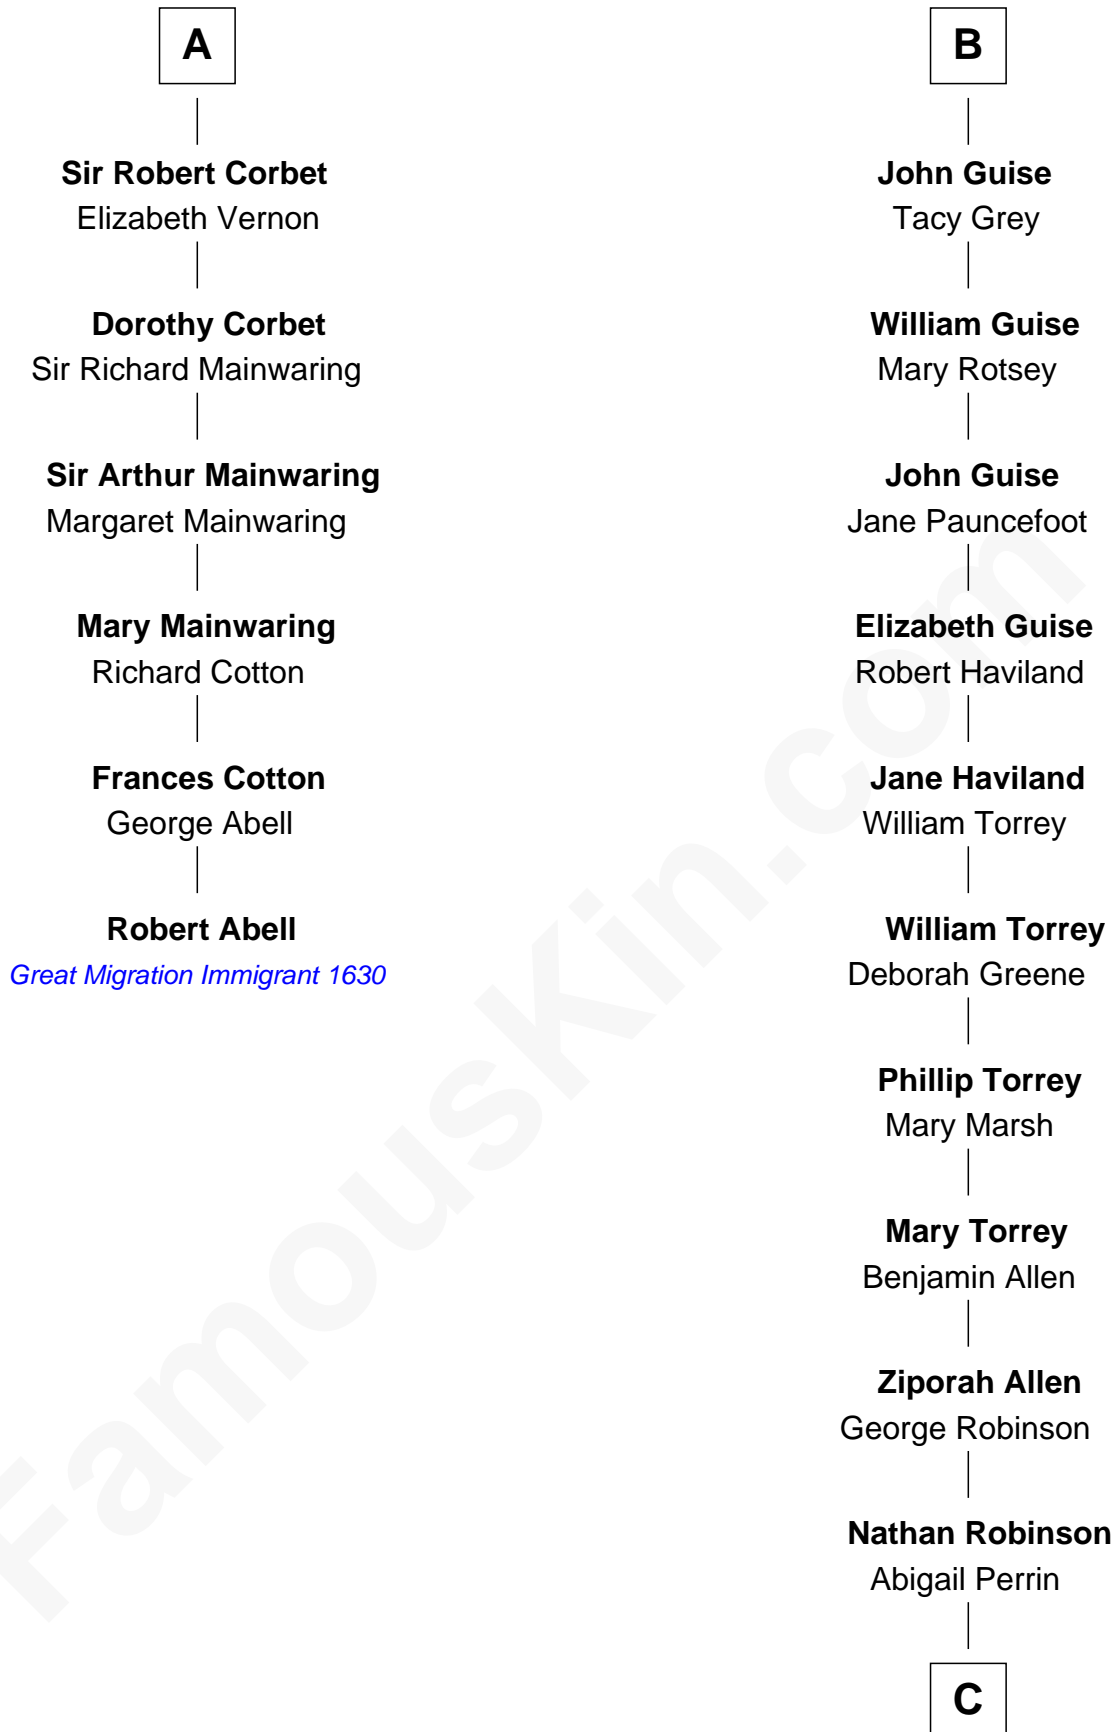 A
Sir Robert Corbet
Elizabeth Vernon
Dorothy Corbet
Sir Richard Mainwaring
Sir Arthur Mainwaring
Margaret Mainwaring
Mary Mainwaring
Richard Cotton
Frances Cotton
George Abell
Robert Abell
Great Migration Immigrant 1630
B
John Guise
Tacy Grey
William Guise
Mary Rotsey
John Guise
Jane Pauncefoot
Elizabeth Guise
Robert Haviland
Jane Haviland
William Torrey
William Torrey
Deborah Greene
Phillip Torrey
Mary Marsh
Mary Torrey
Benjamin Allen
Ziporah Allen
George Robinson
Nathan Robinson
Abigail Perrin
C
FamousKin.com